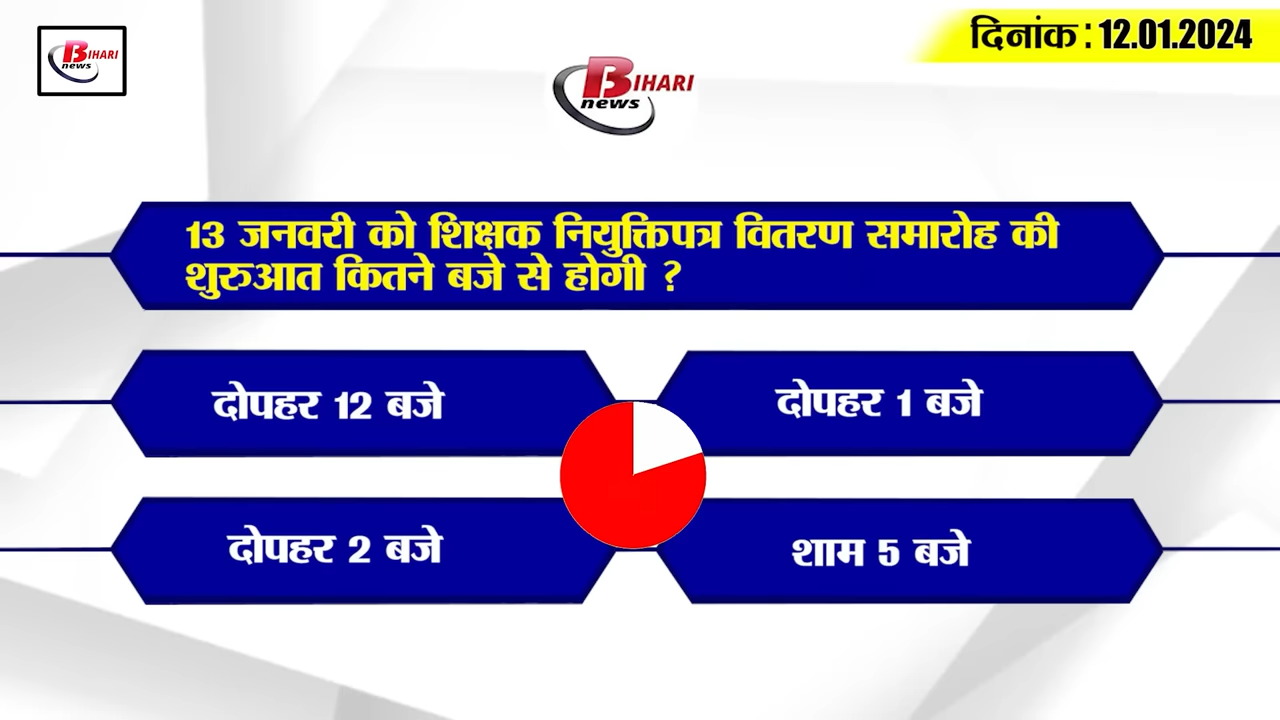 BIHARI
news
दिनांक : 12.01.2024
BIHARI
news
13 जनवरी को शिक्षक नियुक्तिपत्र वितरण समारोह की
शुरुआत कितने बजे से होगी ?
दोपहर 12 बजे
दोपहर 1 बजे
दोपहर 2 बजे
शाम 5 बजे